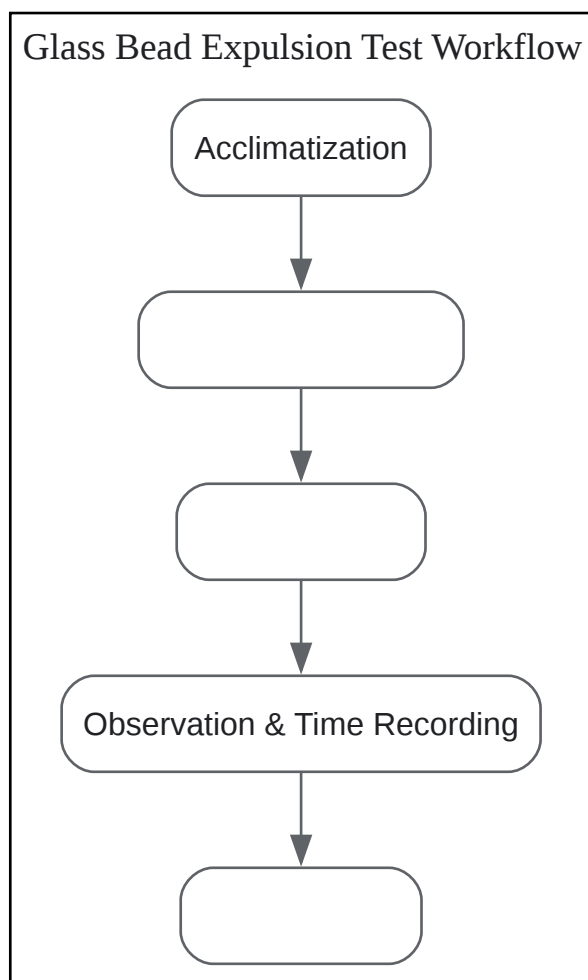 Glass Bead Expulsion Test Workflow
Acclimatization
Observation & Time Recording